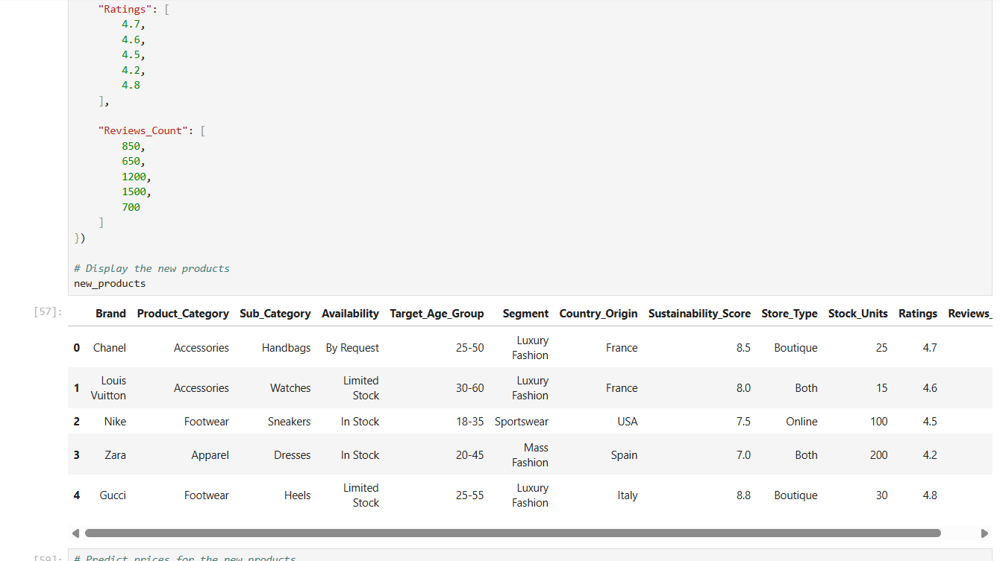 "Ratings": [
4.7,
4.6,
4.5,
4.2,
4.8
],
"Reviews_Count": [
850,
650,
1200,
1500,
700
]
})
# Display the new products
new_products
[57]:
Brand Product_Category Sub_Category Availability Target_Age_Group Segment Country_Origin Sustainability_Score Store_Type Stock_Units Ratings Reviews_
0 Chanel Accessories Handbags By Request 25-50 Luxury Fashion France 8.5 Boutique 25 4.7
1 Louis Vuitton Accessories Watches Limited Stock 30-60 Luxury Fashion France 8.0 Both 15 4.6
2 Nike Footwear Sneakers In Stock 18-35 Sportswear USA 7.5 Online 100 4.5
3 Zara Apparel Dresses In Stock 20-45 Mass Fashion Spain 7.0 Both 200 4.2
4 Gucci Footwear Heels Limited Stock 25-55 Luxury Fashion Italy 8.8 Boutique 30 4.8
[59]: # Predict prices for the new products